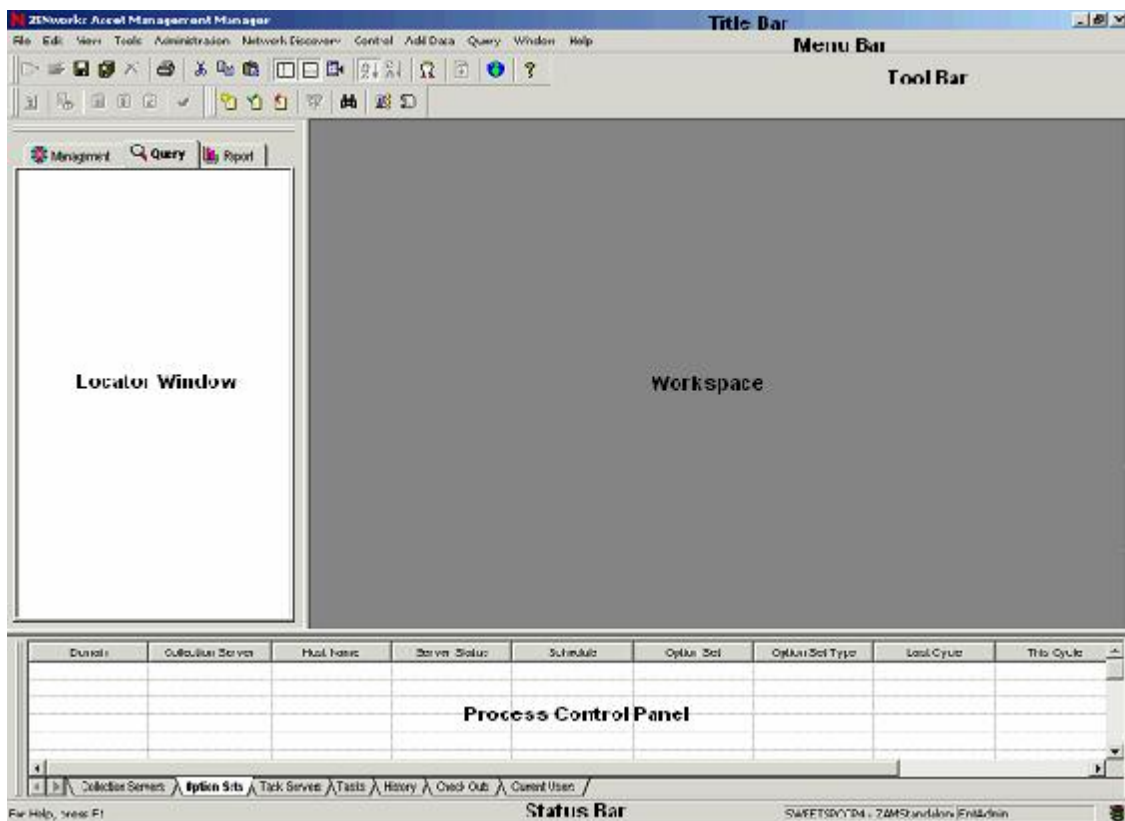 ZENworks Asset Management Manager Title Bar
File Edit View Tools Administration Network Discovery Control Add Data Query Window Help
Menu Bar
Tool Bar
Management Query Report
Locator Window
Workspace
Domain Collection Server Host Name Server Status Schedule Option Set Option Set Type Last Cycle This Cycle
Process Control Panel
Collection Servers Option Sets Task Servers Tasks History Check Outs Current Users
For Help, press F1
Status Bar